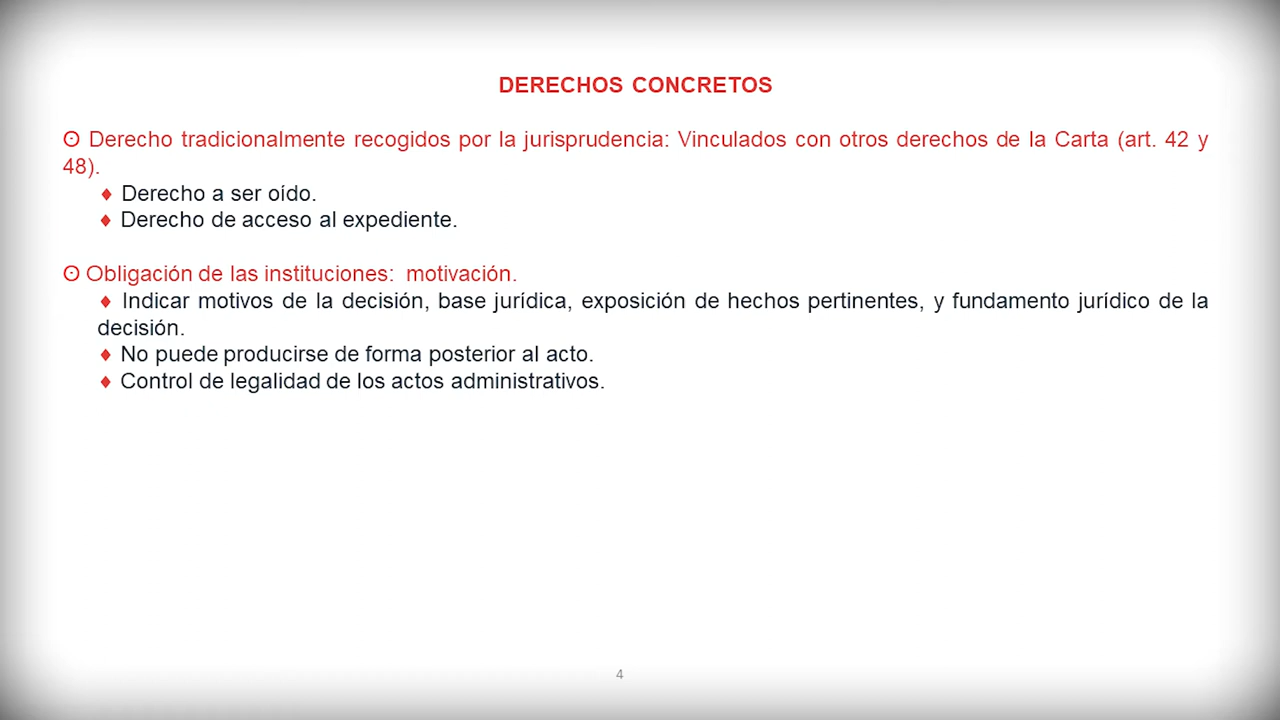 DERECHOS CONCRETOS
⊙ Derecho tradicionalmente recogidos por la jurisprudencia: Vinculados con otros derechos de la Carta (art. 42 y
48).
♦ Derecho a ser oído.
♦ Derecho de acceso al expediente.
⊙ Obligación de las instituciones: motivación.
♦ Indicar motivos de la decisión, base jurídica, exposición de hechos pertinentes, y fundamento jurídico de la
decisión.
♦ No puede producirse de forma posterior al acto.
♦ Control de legalidad de los actos administrativos.
4